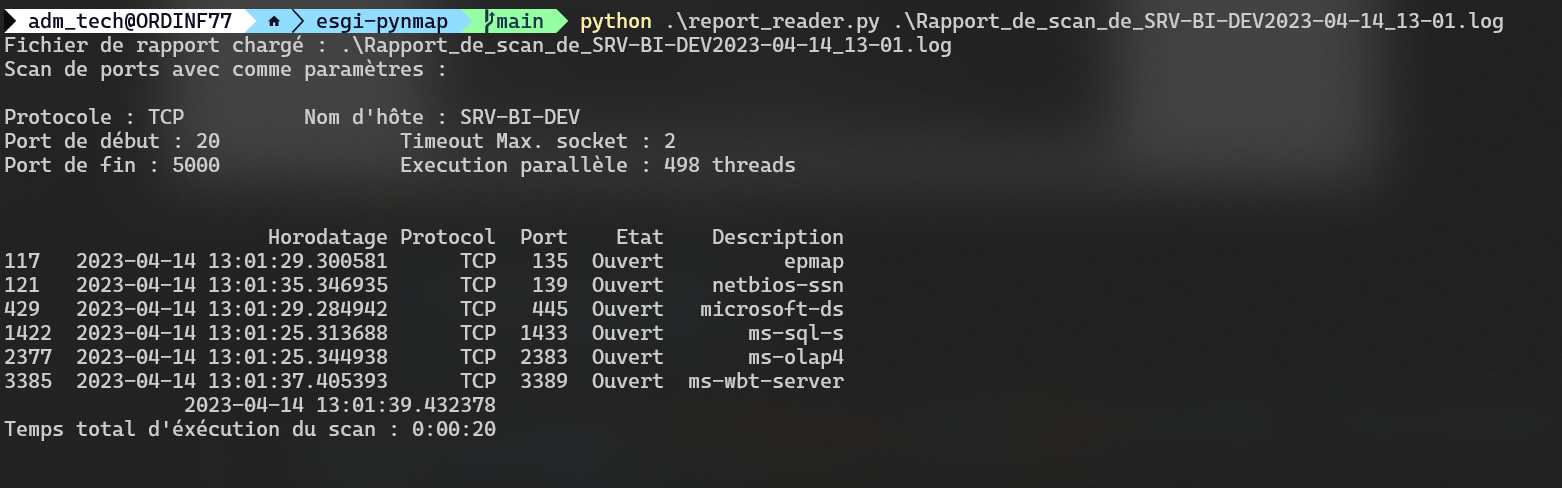 adm_tech@ORDINF77 esgi-pynmap main python .\report_reader.py .\Rapport_de_scan_de_SRV-BI-DEV2023-04-14_13-01.log
Fichier de rapport chargé : .\Rapport_de_scan_de_SRV-BI-DEV2023-04-14_13-01.log
Scan de ports avec comme paramètres :
Protocole : TCP Nom d'hôte : SRV-BI-DEV
Port de début : 20 Timeout Max. socket : 2
Port de fin : 5000 Execution parallèle : 498 threads
Horodatage Protocol Port Etat Description
117 2023-04-14 13:01:29.300581 TCP 135 Ouvert epmap
121 2023-04-14 13:01:35.346935 TCP 139 Ouvert netbios-ssn
429 2023-04-14 13:01:29.284942 TCP 445 Ouvert microsoft-ds
1422 2023-04-14 13:01:25.313688 TCP 1433 Ouvert ms-sql-s
2377 2023-04-14 13:01:25.344938 TCP 2383 Ouvert ms-olap4
3385 2023-04-14 13:01:37.405393 TCP 3389 Ouvert ms-wbt-server
2023-04-14 13:01:39.432378
Temps total d'éxécution du scan : 0:00:20